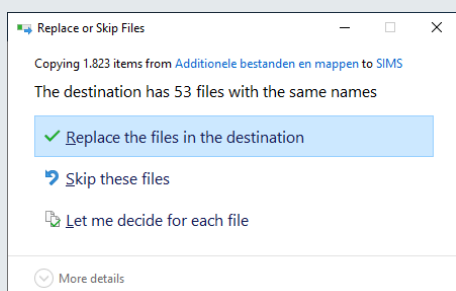 Replace or Skip Files
Copying 1.823 items from Additionele bestanden en mappen to SIMS
The destination has 53 files with the same names
Replace the files in the destination
Skip these files
Let me decide for each file
More details